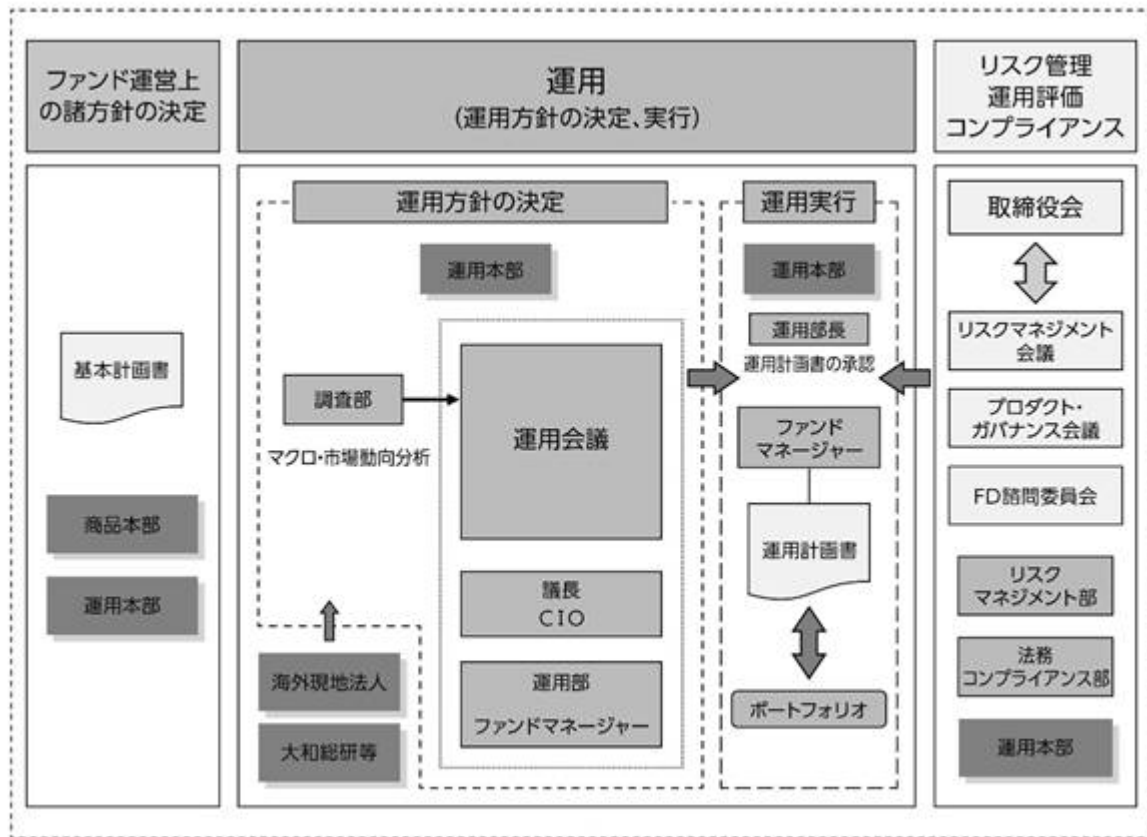 ファンド運営上
の諸方針の決定
基本計画書
商品本部
運用本部
運用
(運用方針の決定、実行)
運用方針の決定
運用本部
調査部
マクロ・市場動向分析
運用会議
議長
CIO
運用部
ファンドマネージャー
海外現地法人
大和総研等
運用実行
運用本部
運用部長
運用計画書の承認
ファンド
マネージャー
運用計画書
ポートフォリオ
リスク管理
運用評価
コンプライアンス
取締役会
リスクマネジメント
会議
プロダクト・
ガバナンス会議
FD諮問委員会
リスク
マネジメント部
法務
コンプライアンス部
運用本部